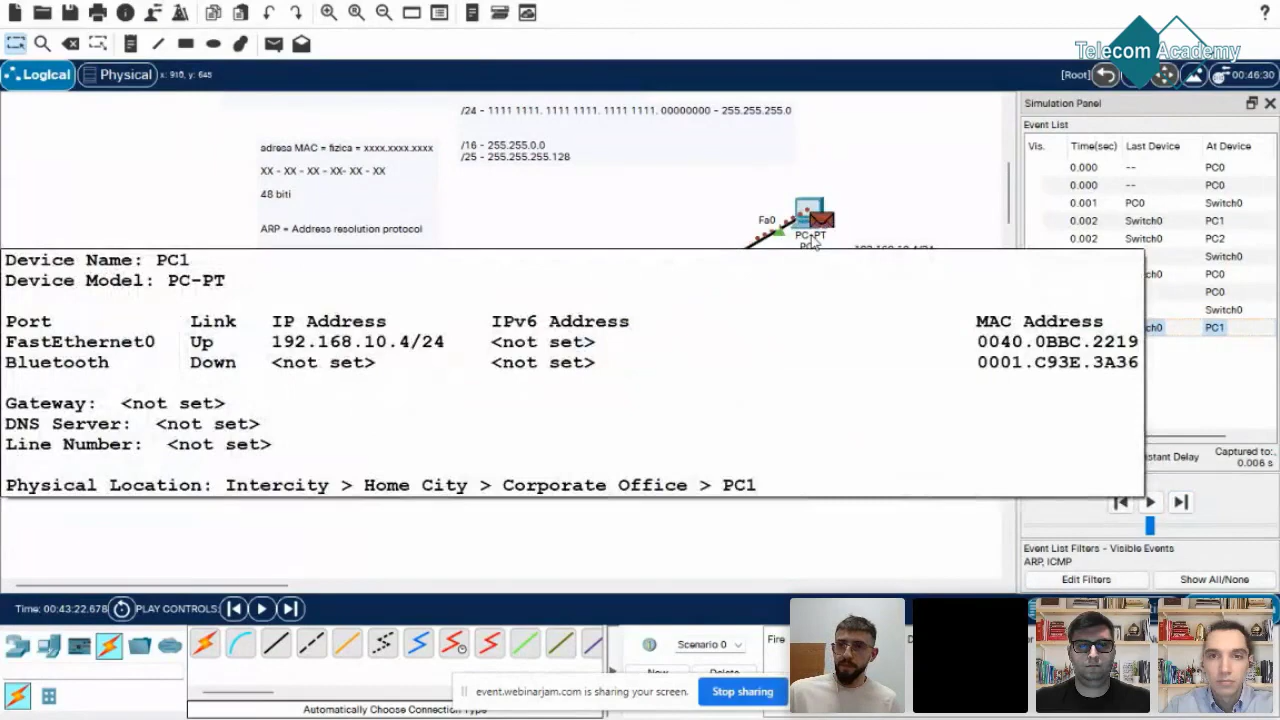 Telecom Academy
Logical
Physical
x: 910, y: 645
[Root]
00:46:30
/24 - 1111 1111. 1111 1111. 1111 1111. 00000000 - 255.255.255.0
/16 - 255.255.0.0
/25 - 255.255.255.128
adresa MAC = fizica = xxxx.xxxx.xxxx
XX - XX - XX - XX- XX - XX
48 biti
ARP = Address resolution protocol
Fa0
PC-PT
Simulation Panel
Event List
Vis. Time(sec) Last Device At Device
0.000 -- PC0
0.000 -- PC0
0.001 PC0 Switch0
0.002 Switch0 PC1
0.002 Switch0 PC2
Switch0
PC0
PC0
Switch0
PC1
Device Name: PC1
Device Model: PC-PT
Port Link IP Address IPv6 Address MAC Address
FastEthernet0 Up 192.168.10.4/24 <not set> 0040.0BBC.2219
Bluetooth Down <not set> <not set> 0001.C93E.3A36
Gateway: <not set>
DNS Server: <not set>
Line Number: <not set>
Physical Location: Intercity > Home City > Corporate Office > PC1
Captured to:
0.006 s
Event List Filters - Visible Events
ARP, ICMP
Edit Filters
Show All/None
Time: 00:43:22.678
PLAY CONTROLS:
Scenario 0
Fire
New
Delete
event.webinarjam.com is sharing your screen.
Stop sharing
Automatically Choose Connection Type